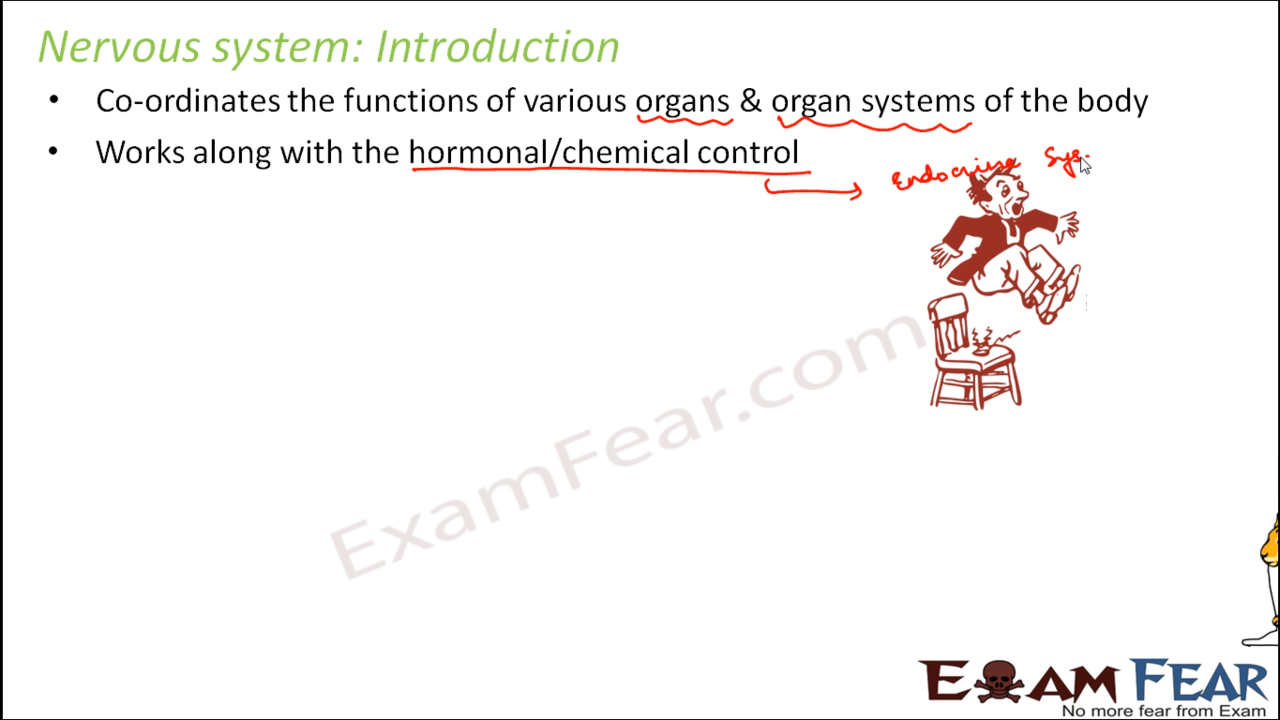 Nervous system: Introduction
• Co-ordinates the functions of various organs & organ systems of the body
• Works along with the hormonal/chemical control
Endocrine Sys.
ExamFear.com
EXAM FEAR
No more fear from Exam